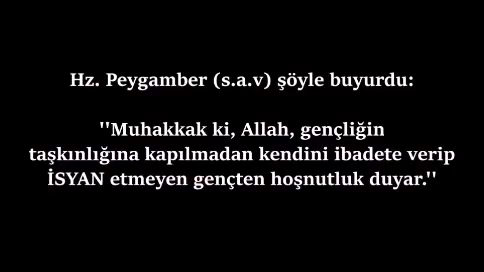 Hz. Peygamber (s.a.v) şöyle buyurdu:
''Muhakkak ki, Allah, gençliğin
taşkınlığına kapılmadan kendini ibadete verip
İSYAN etmeyen gençten hoşnutluk duyar.''